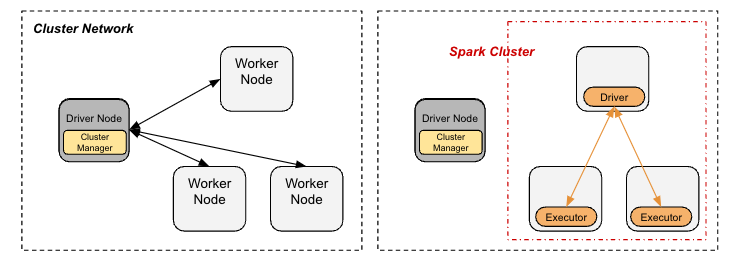 Cluster Network
Worker
Node
Driver Node
Cluster
Manager
Worker
Node
Worker
Node
Spark Cluster
Driver
Driver Node
Cluster
Manager
Executor
Executor